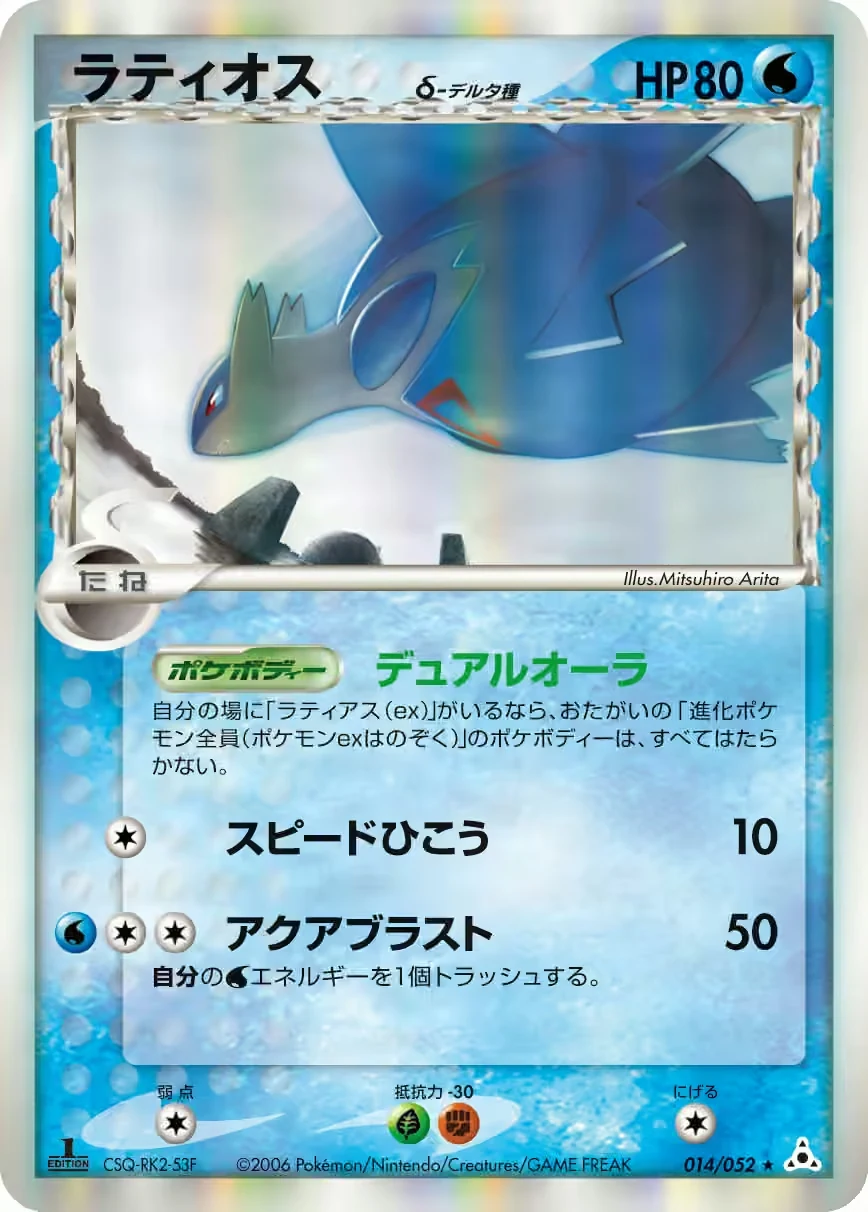 ラティオス δ-デルタ種 HP80
たね
Illus.Mitsuhiro Arita
ポケボディー デュアルオーラ
自分の場に「ラティアス(ex)」がいるなら、おたがいの「進化ポケ
モン全員(ポケモンexはのぞく)」のポケボディーは、すべてはたら
かない。
スピードひこう 10
アクアブラスト 50
自分のエネルギーを1個トラッシュする。
弱点 抵抗力 -30 にげる
1 EDITION CSQ-RK2-53F ©2006 Pokémon/Nintendo/Creatures/GAME FREAK 014/052 ★